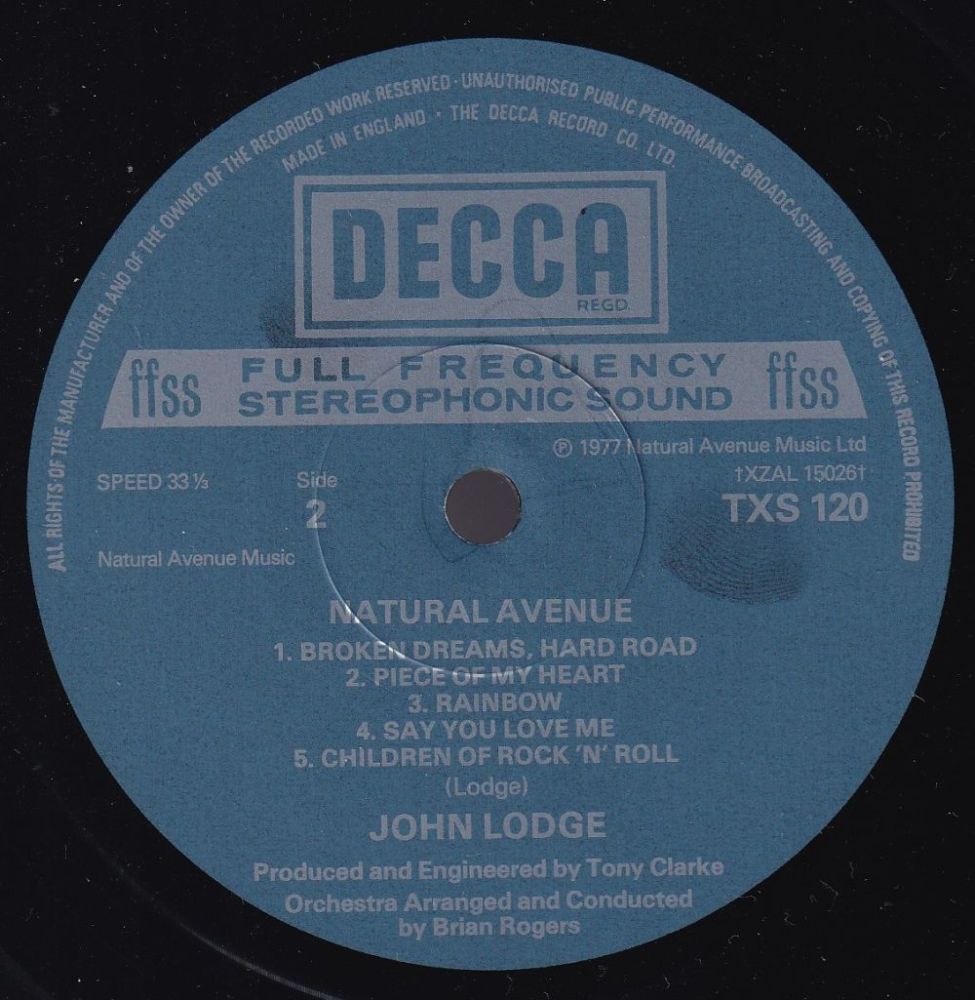 ALL RIGHTS OF THE MANUFACTURER AND OF THE OWNER OF THE RECORDED WORK RESERVED · UNAUTHORISED PUBLIC PERFORMANCE BROADCASTING AND COPYING OF THIS RECORD PROHIBITED
MADE IN ENGLAND · THE DECCA RECORD CO. LTD.
DECCA
REGD.
ffss FULL FREQUENCY ffss
STEREOPHONIC SOUND
℗ 1977 Natural Avenue Music Ltd
SPEED 33⅓ Side †XZAL 15026†
2 TXS 120
Natural Avenue Music
NATURAL AVENUE
1. BROKEN DREAMS, HARD ROAD
2. PIECE OF MY HEART
3. RAINBOW
4. SAY YOU LOVE ME
5. CHILDREN OF ROCK 'N' ROLL
(Lodge)
JOHN LODGE
Produced and Engineered by Tony Clarke
Orchestra Arranged and Conducted
by Brian Rogers